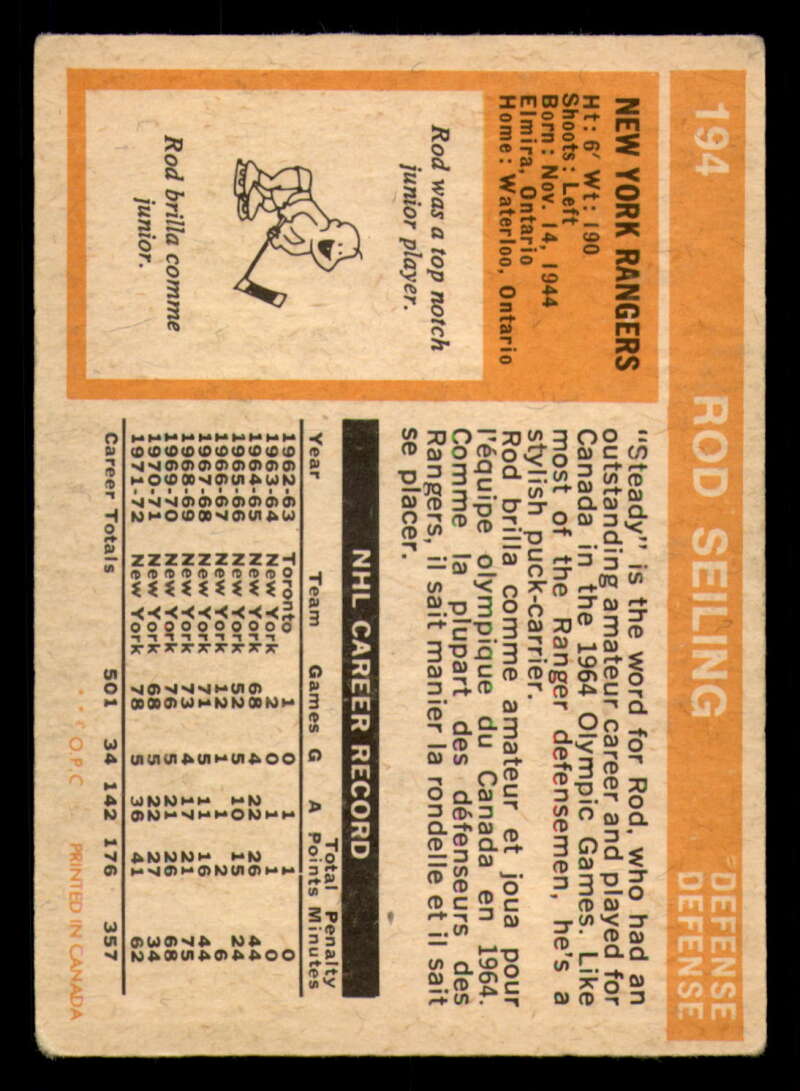 194 ROD SEILING "DEFENSE
DEFENSE
NEW YORK RANGERS
Ht: 6′ Wt: 190
Shoots: Left
Born: Nov. 14, 1944
Elmira, Ontario
Home: Waterloo, Ontario
Rod was a top notch
junior player.
Rod brilla comme
junior.
"Steady" is the word for Rod, who had an
outstanding amateur career and played for
Canada in the 1964 Olympic Games. Like
most of the Ranger defensemen, he's a
stylish puck-carrier.
Rod brilla comme amateur et joua pour
l'équipe olympique du Canada en 1964.
Comme la plupart des défenseurs des
Rangers, il sait manier la rondelle et il sait
se placer.
NHL CAREER RECORD
Total Penalty
Year Team Games G A Points Minutes
1962-63 Toronto 1 0 1 1 0
1963-64 New York 2 0 1 1 0
1964-65 New York 68 4 22 26 44
1965-66 New York 52 5 10 15 24
1966-67 New York 12 1 1 2 6
1967-68 New York 71 5 11 16 44
1968-69 New York 73 4 17 21 75
1969-70 New York 76 5 21 26 68
1970-71 New York 68 5 22 27 34
1971-72 New York 78 5 36 41 62
Career Totals 501 34 142 176 357
O.P.C PRINTED IN CANADA